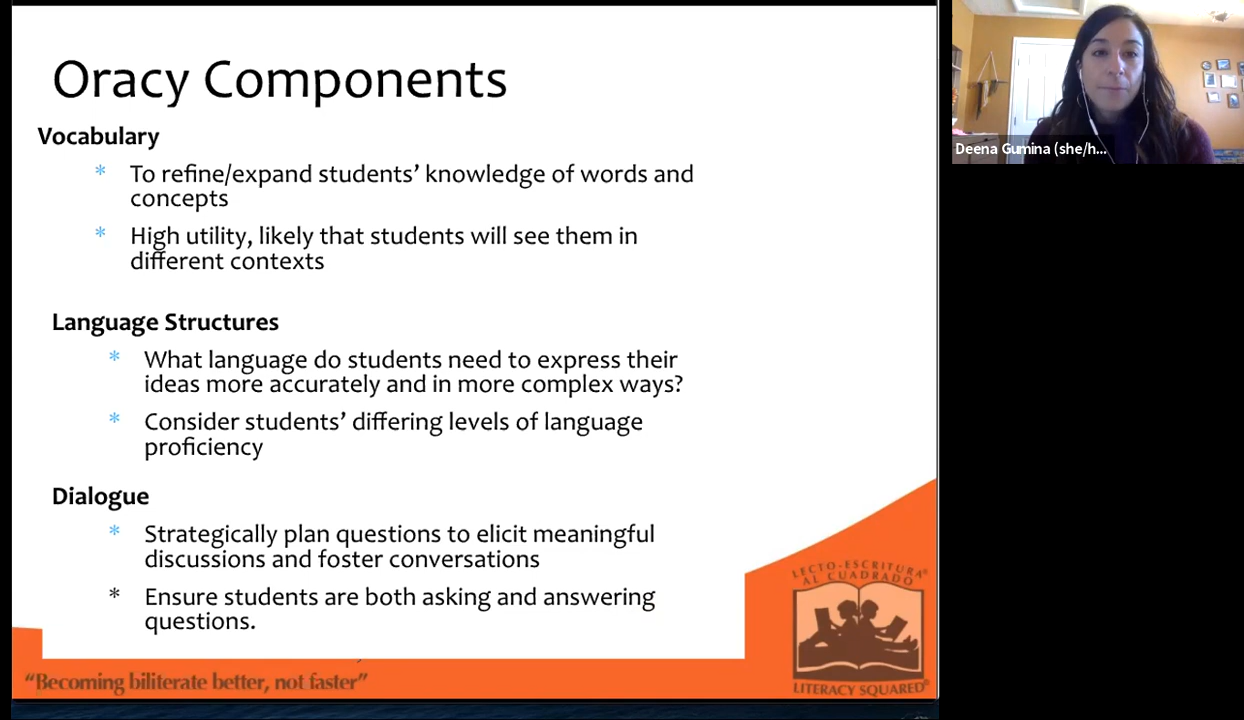 Oracy Components
Vocabulary
* To refine/expand students’ knowledge of words and
concepts
* High utility, likely that students will see them in
different contexts
Language Structures
* What language do students need to express their
ideas more accurately and in more complex ways?
* Consider students’ differing levels of language
proficiency
Dialogue
* Strategically plan questions to elicit meaningful
discussions and foster conversations
* Ensure students are both asking and answering
questions.
“Becoming biliterate better, not faster”
LECTO-ESCRITURA®
AL CUADRADO
LITERACY SQUARED®
Deena Gumina (she/h...